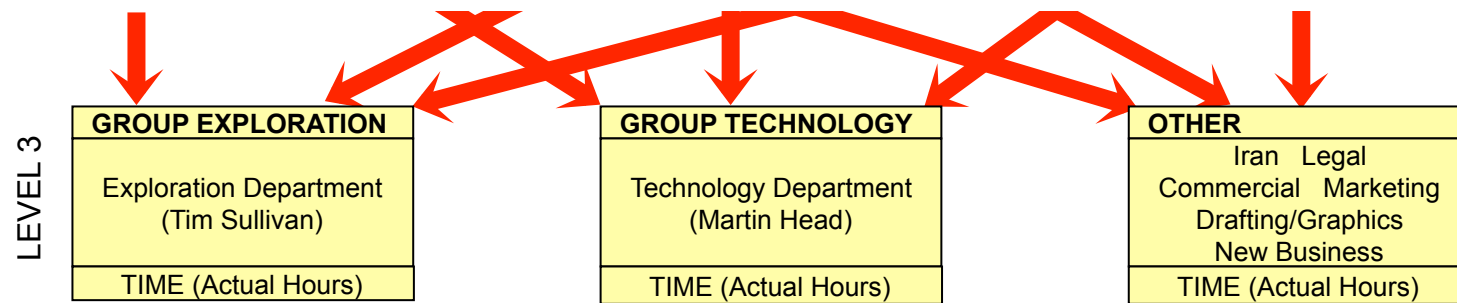 LEVEL 3
GROUP EXPLORATION
Exploration Department
(Tim Sullivan)
TIME (Actual Hours)
GROUP TECHNOLOGY
Technology Department
(Martin Head)
TIME (Actual Hours)
OTHER
Iran Legal
Commercial Marketing
Drafting/Graphics
New Business
TIME (Actual Hours)